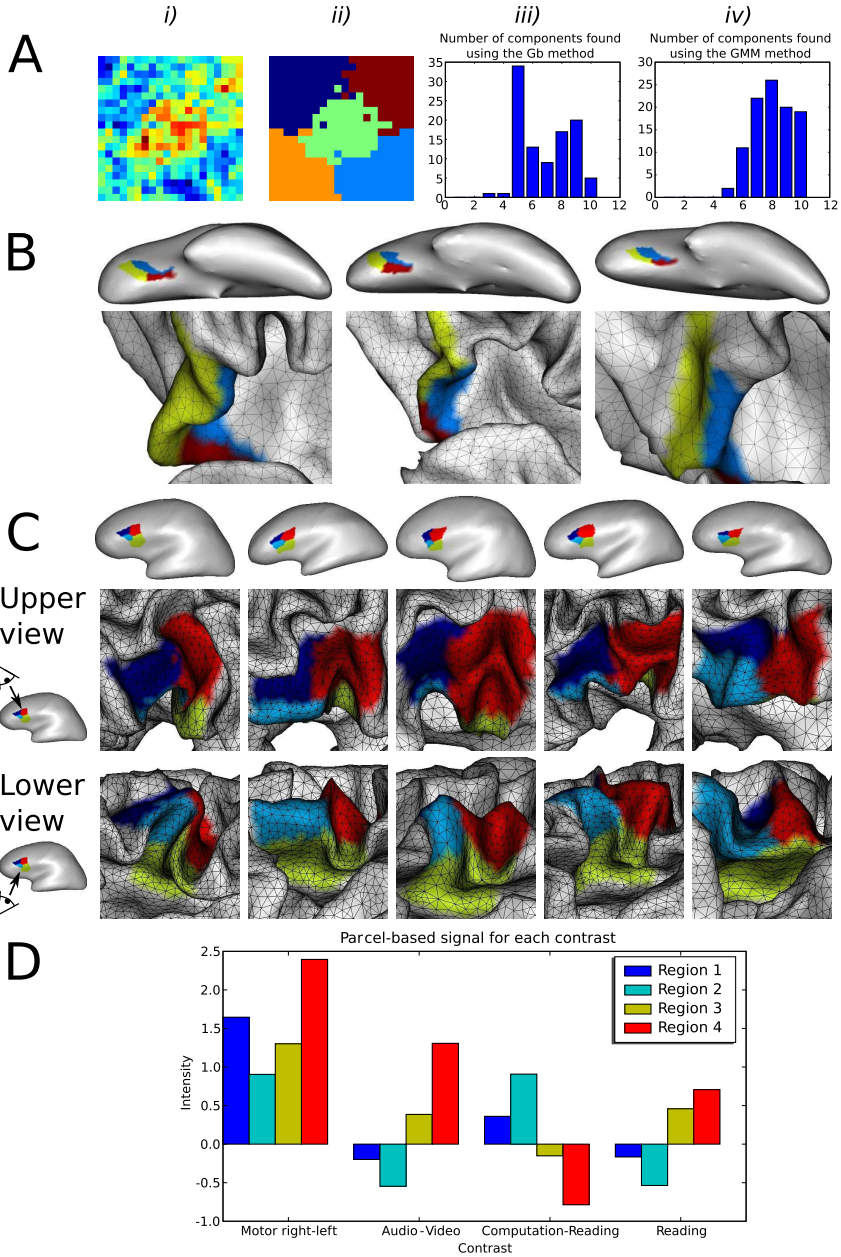 i)
ii)
iii)
iv)
A
Number of components found
using the Gb method
35
30
25
20
15
10
5
0
0 2 4 6 8 10 12
Number of components found
using the GMM method
30
25
20
15
10
5
0
0 2 4 6 8 10 12
B
C
Upper
view
Lower
view
D
Parcel-based signal for each contrast
2.5
2.0
1.5
1.0
0.5
0.0
-0.5
-1.0
Intensity
Region 1
Region 2
Region 3
Region 4
Motor right-left
Audio-Video
Computation-Reading
Reading
Contrast